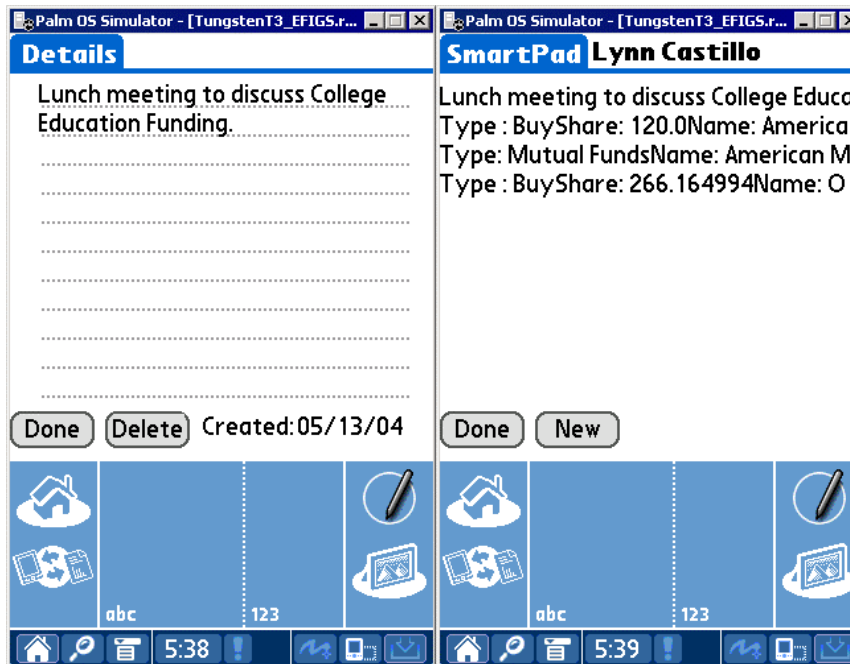 Palm OS Simulator - [TungstenT3_EFIGS.r...
Details
Lunch meeting to discuss College
Education Funding.
Done
Delete
Created:05/13/04
abc
123
5:38
Palm OS Simulator - [TungstenT3_EFIGS.r...
SmartPad
Lynn Castillo
Lunch meeting to discuss College Educa
Type : BuyShare: 120.0Name: America
Type: Mutual FundsName: American M
Type : BuyShare: 266.164994Name: O
Done
New
abc
123
5:39